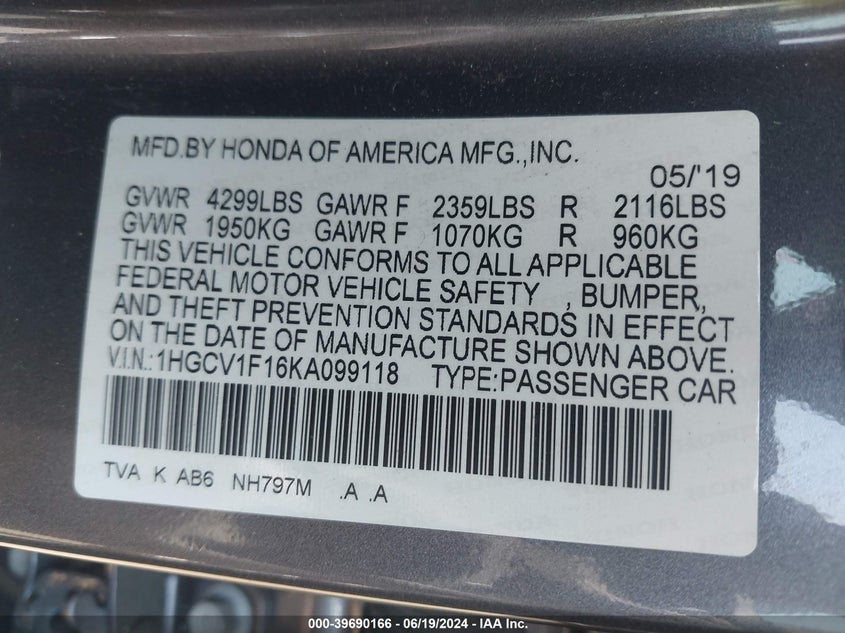 MFD.BY HONDA OF AMERICA MFG.,INC.
05/'19
GVWR 4299LBS GAWR F 2359LBS R 2116LBS
GVWR 1950KG GAWR F 1070KG R 960KG
THIS VEHICLE CONFORMS TO ALL APPLICABLE
FEDERAL MOTOR VEHICLE SAFETY , BUMPER,
AND THEFT PREVENTION STANDARDS IN EFFECT
ON THE DATE OF MANUFACTURE SHOWN ABOVE.
V.I.N.:1HGCV1F16KA099118 TYPE:PASSENGER CAR
TVA K AB6 NH797M .A .A
000-39690166 - 06/19/2024 - IAA Inc.